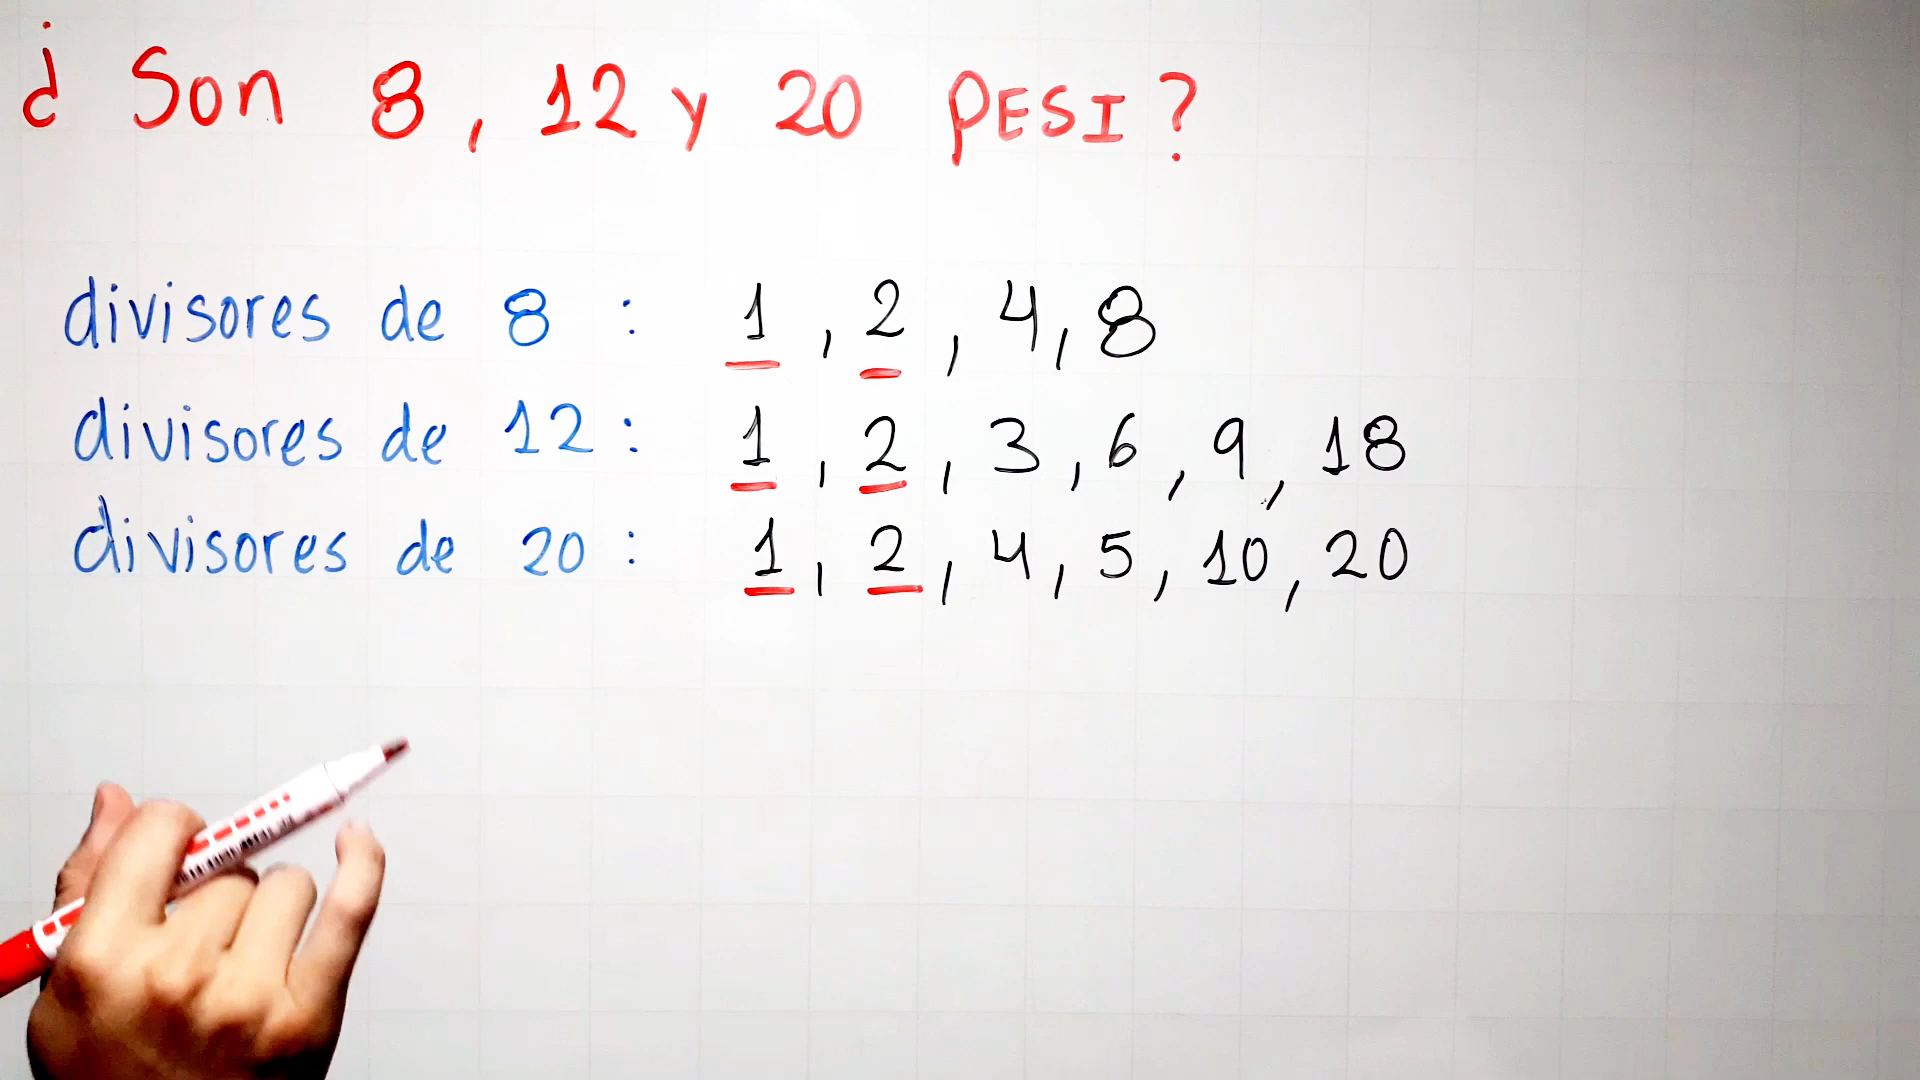 ¿ Son 8, 12 y 20 PESI?
divisores de 8 : 1, 2, 4, 8
divisores de 12 : 1, 2, 3, 6, 9, 18
divisores de 20 : 1, 2, 4, 5, 10, 20